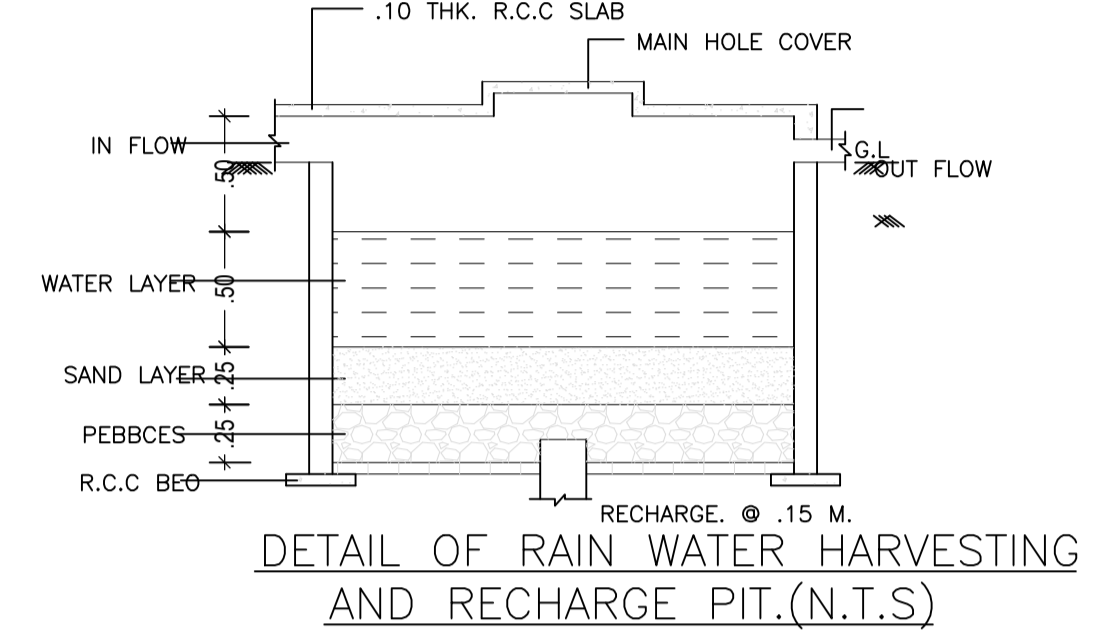 .10 THK. R.C.C SLAB
MAIN HOLE COVER
IN FLOW
G.L
OUT FLOW
.50
WATER LAYER
.50
SAND LAYER
.25
PEBBCES
.25
R.C.C BEO
RECHARGE. @ .15 M.
DETAIL OF RAIN WATER HARVESTING
AND RECHARGE PIT.(N.T.S)